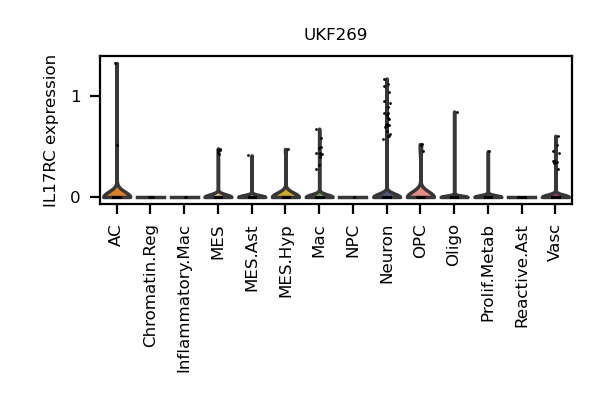 UKF269
IL17RC expression
1
0
AC
Chromatin.Reg
Inflammatory.Mac
MES
MES.Ast
MES.Hyp
Mac
NPC
Neuron
OPC
Oligo
Prolif.Metab
Reactive.Ast
Vasc